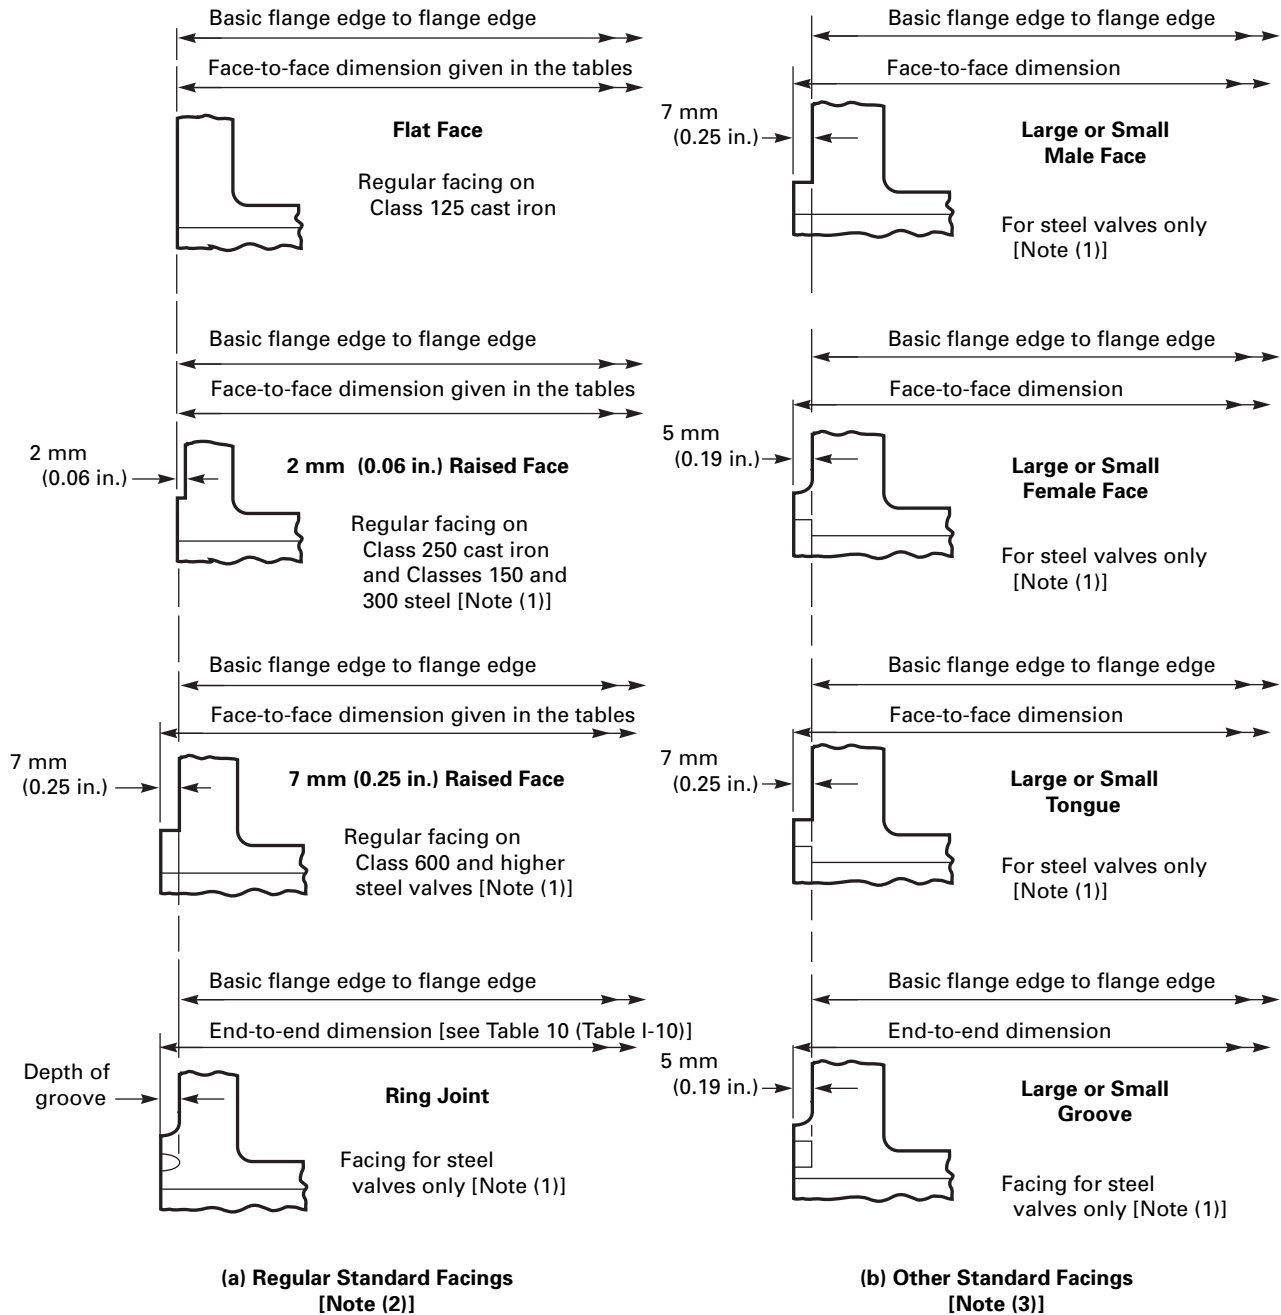 Basic flange edge to flange edge
Face-to-face dimension given in the tables
Flat Face
Regular facing on
Class 125 cast iron
Basic flange edge to flange edge
Face-to-face dimension given in the tables
2 mm
(0.06 in.)
2 mm (0.06 in.) Raised Face
Regular facing on
Class 250 cast iron
and Classes 150 and
300 steel [Note (1)]
Basic flange edge to flange edge
Face-to-face dimension given in the tables
7 mm
(0.25 in.)
7 mm (0.25 in.) Raised Face
Regular facing on
Class 600 and higher
steel valves [Note (1)]
Basic flange edge to flange edge
End-to-end dimension [see Table 10 (Table I-10)]
Depth of
groove
Ring Joint
Facing for steel
valves only [Note (1)]
(a) Regular Standard Facings
[Note (2)]
Basic flange edge to flange edge
Face-to-face dimension
7 mm
(0.25 in.)
Large or Small
Male Face
For steel valves only
[Note (1)]
Basic flange edge to flange edge
Face-to-face dimension
5 mm
(0.19 in.)
Large or Small
Female Face
For steel valves only
[Note (1)]
Basic flange edge to flange edge
Face-to-face dimension
7 mm
(0.25 in.)
Large or Small
Tongue
For steel valves only
[Note (1)]
Basic flange edge to flange edge
End-to-end dimension
5 mm
(0.19 in.)
Large or Small
Groove
Facing for steel
valves only [Note (1)]
(b) Other Standard Facings
[Note (3)]